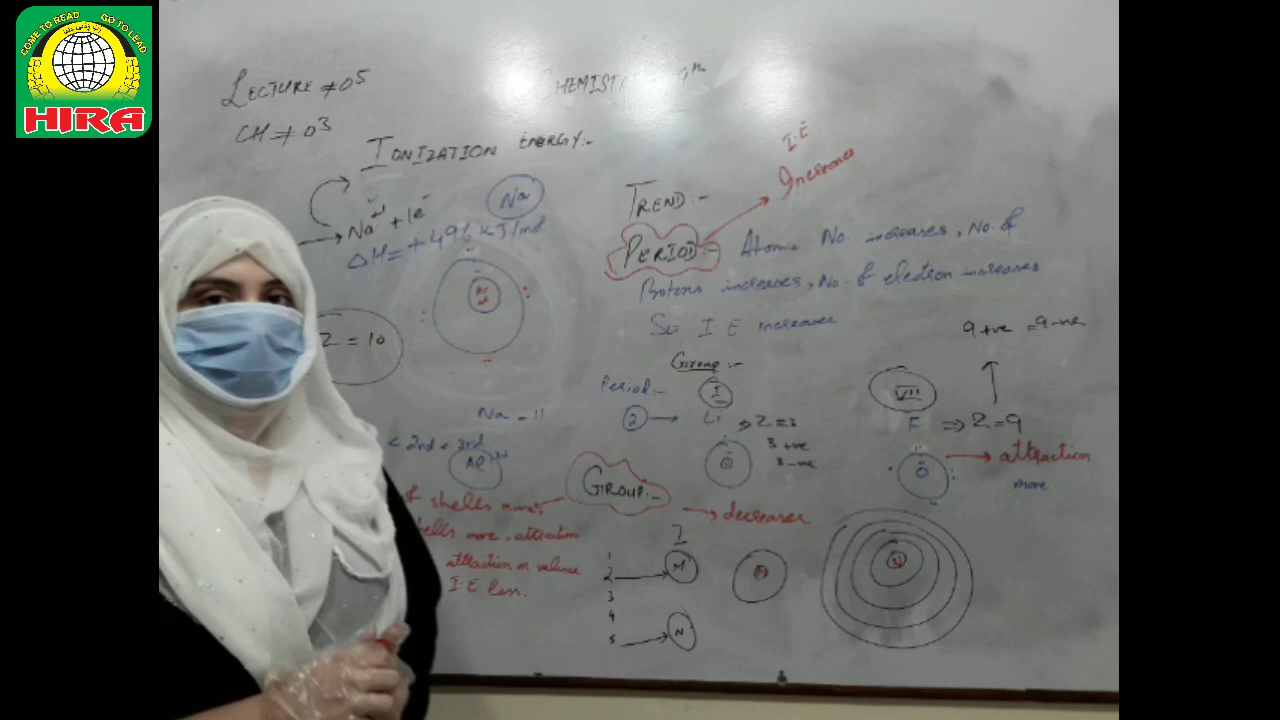 COME TO READ
GO TO LEAD
HIRA
LECTURE # 05
CH # 03
IONIZATION ENERGY:-
Na⁺¹ + 1e⁻
ΔH = +496 KJ/mol
Na
Z = 10
Na - 11
< 2nd < 3rd
of shells more,
shells more, attraction
attraction on valence
I.E less.
TREND:-
I.E
Increases
PERIOD:- Atomic No. increases, No. of
Protons increases, No. of electron increases
So I.E increases
Group:-
Period:-
I
VII
2 → Li ⇒ Z=3
3 +ve
3 -ve
F ⇒ Z=9
9 +ve = 9 -ve
→ attraction
more
GROUP:- → decreases
I
1
2 → M
3
4
5 → N
N